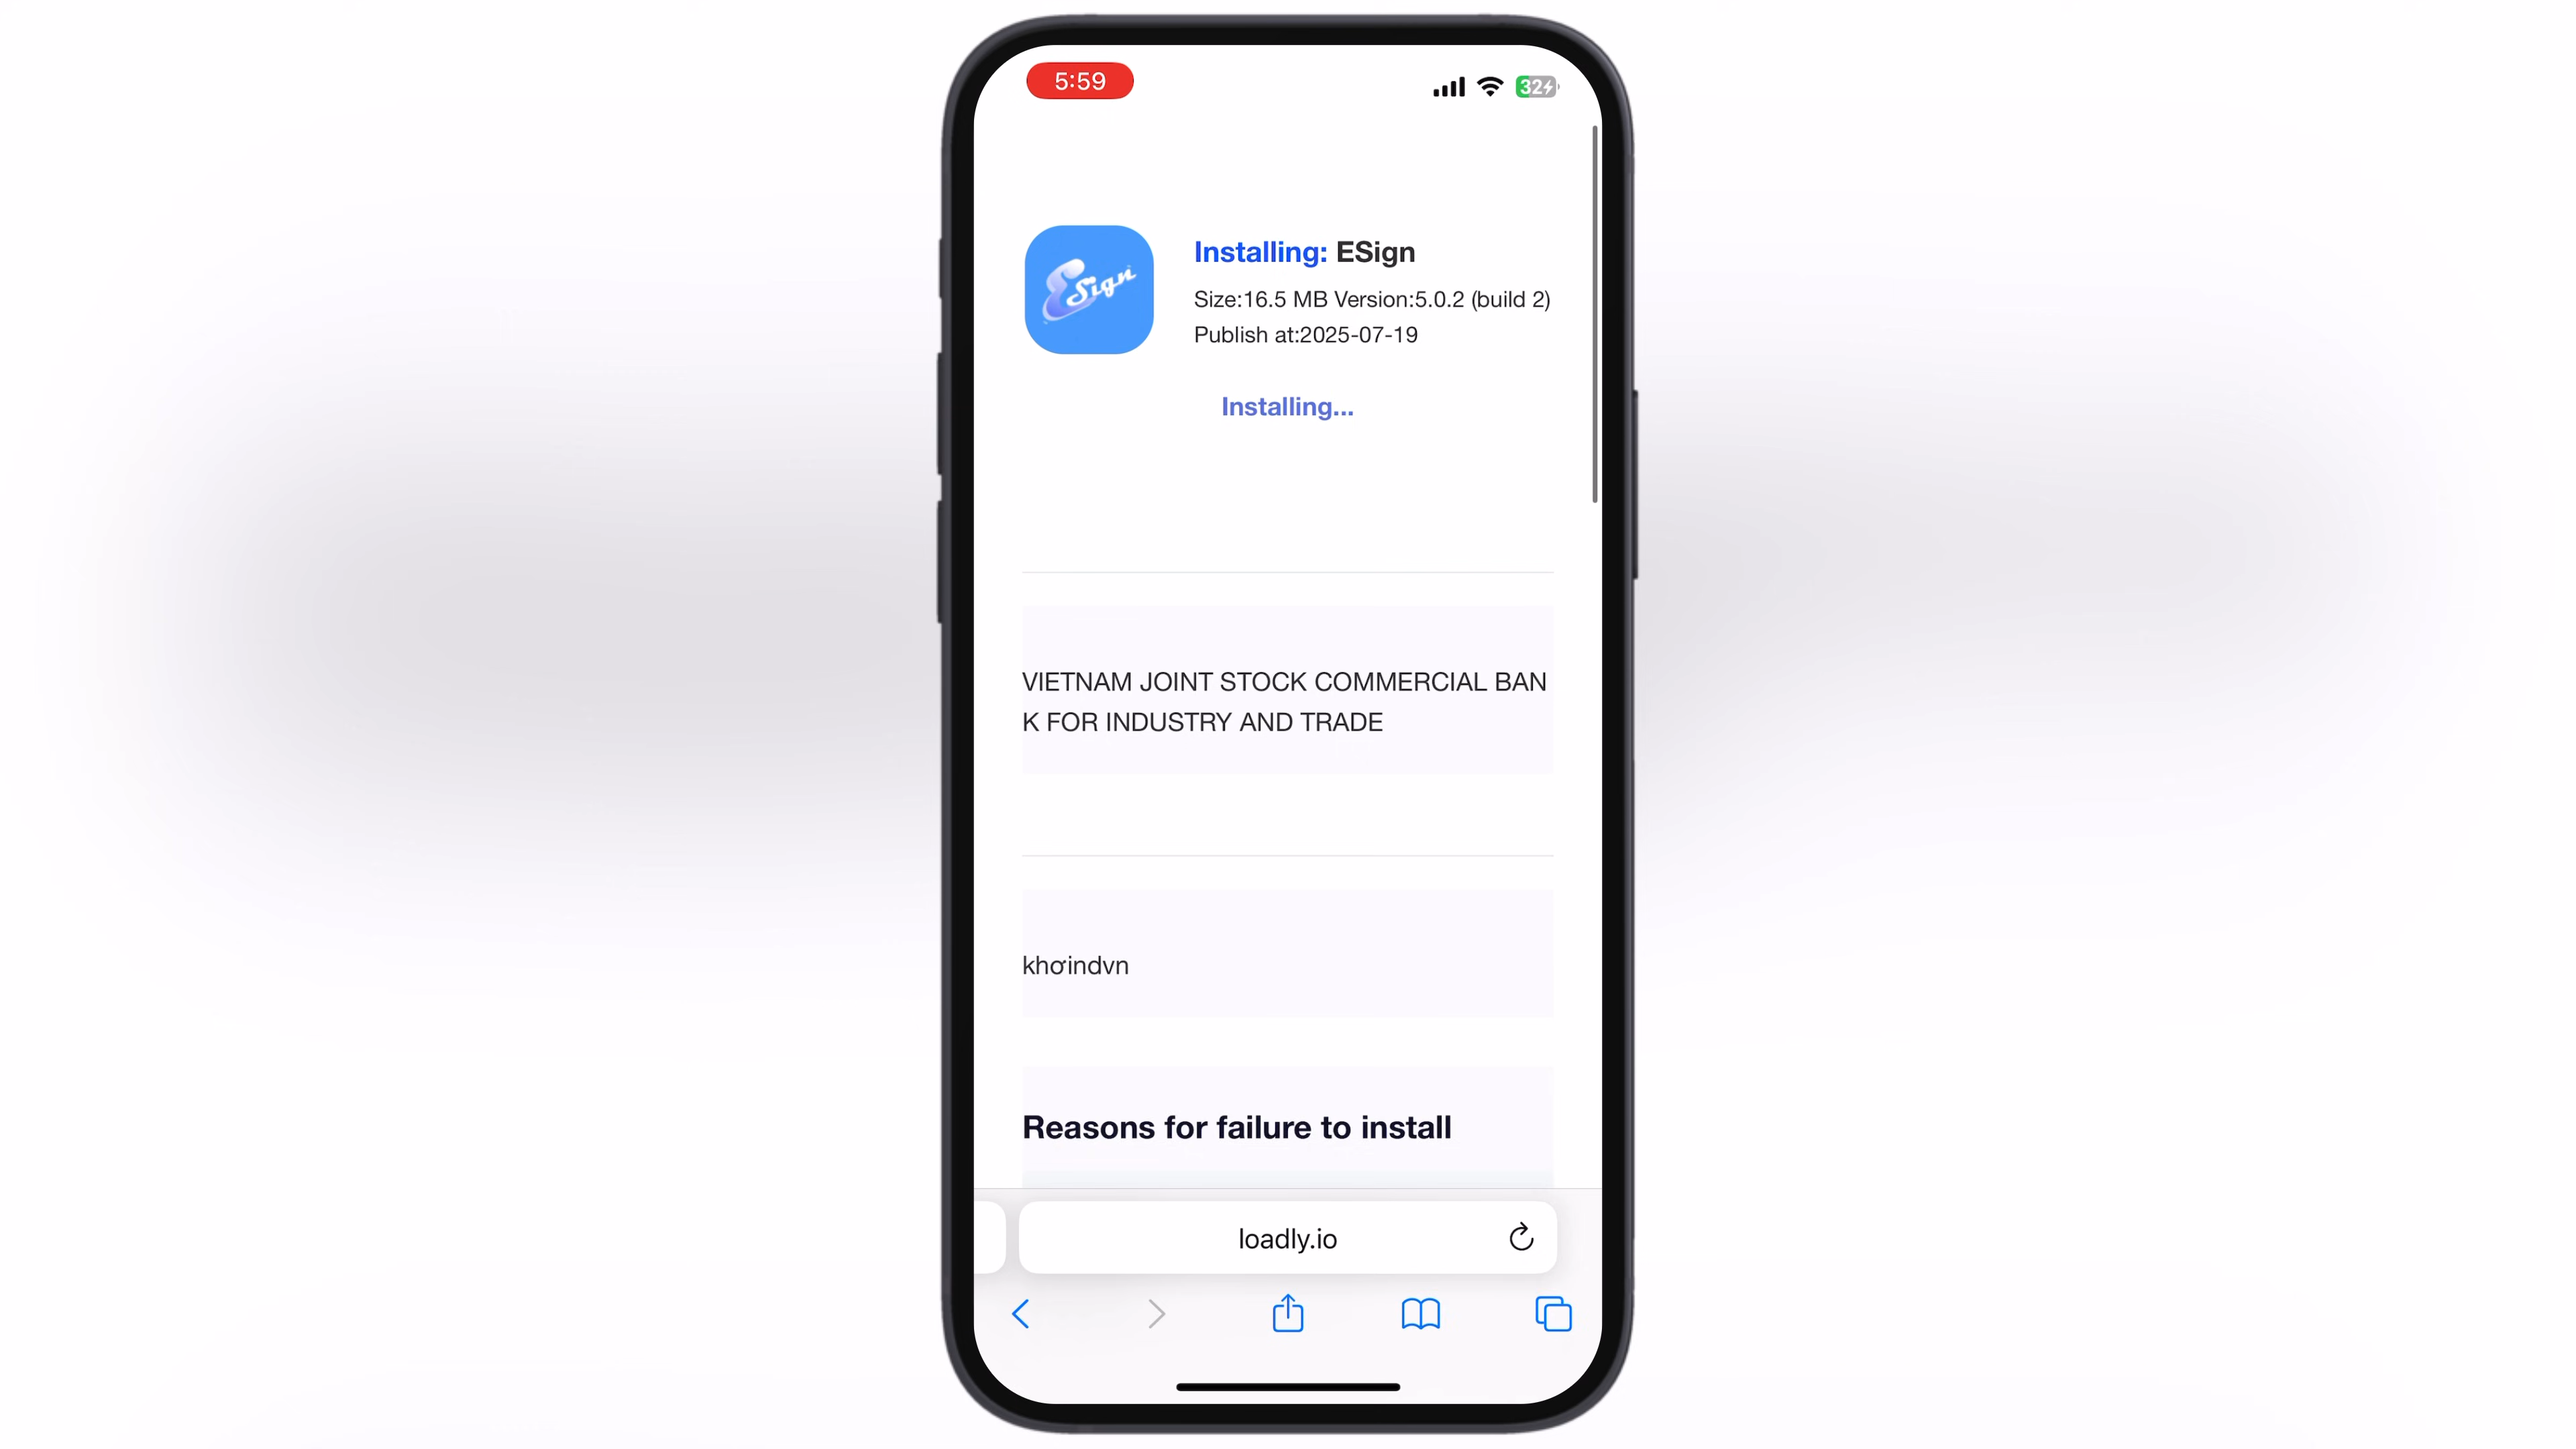 5:59
32
ESign
Installing: ESign
Size:16.5 MB Version:5.0.2 (build 2)
Publish at:2025-07-19
Installing...
VIETNAM JOINT STOCK COMMERCIAL BAN
K FOR INDUSTRY AND TRADE
khơindvn
Reasons for failure to install
loadly.io